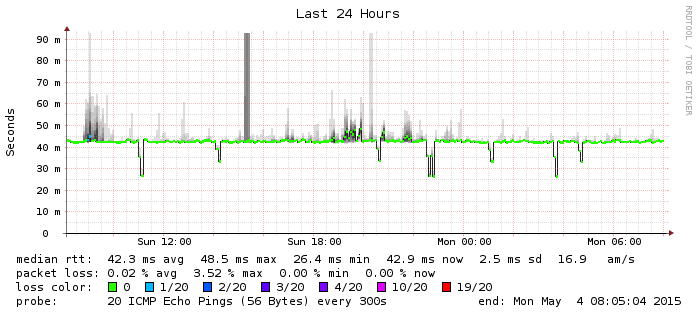 Last 24 Hours
RRDTOOL / TOBI OETIKER
Seconds
90 m
80 m
70 m
60 m
50 m
40 m
30 m
20 m
10 m
0
Sun 12:00 Sun 18:00 Mon 00:00 Mon 06:00
median rtt: 42.3 ms avg 48.5 ms max 26.4 ms min 42.9 ms now 2.5 ms sd 16.9 am/s
packet loss: 0.02 % avg 3.52 % max 0.00 % min 0.00 % now
loss color: 0 1/20 2/20 3/20 4/20 10/20 19/20
probe: 20 ICMP Echo Pings (56 Bytes) every 300s end: Mon May 4 08:05:04 2015